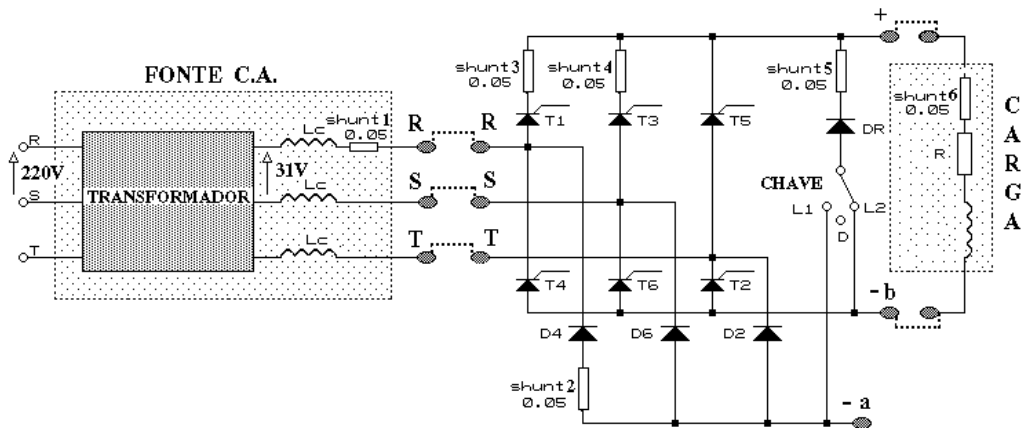 FONTE C.A.
R
220V
S
T
TRANSFORMADOR
Lc
shunt1
0.05
31V
Lc
Lc
R
R
S
S
T
T
shunt3
0.05
shunt4
0.05
T1
T3
T5
T4
T6
T2
D4
D6
D2
shunt2
0.05
shunt5
0.05
DR
CHAVE
L1
L2
D
+
-b
- a
shunt6
0.05
R
CARGA